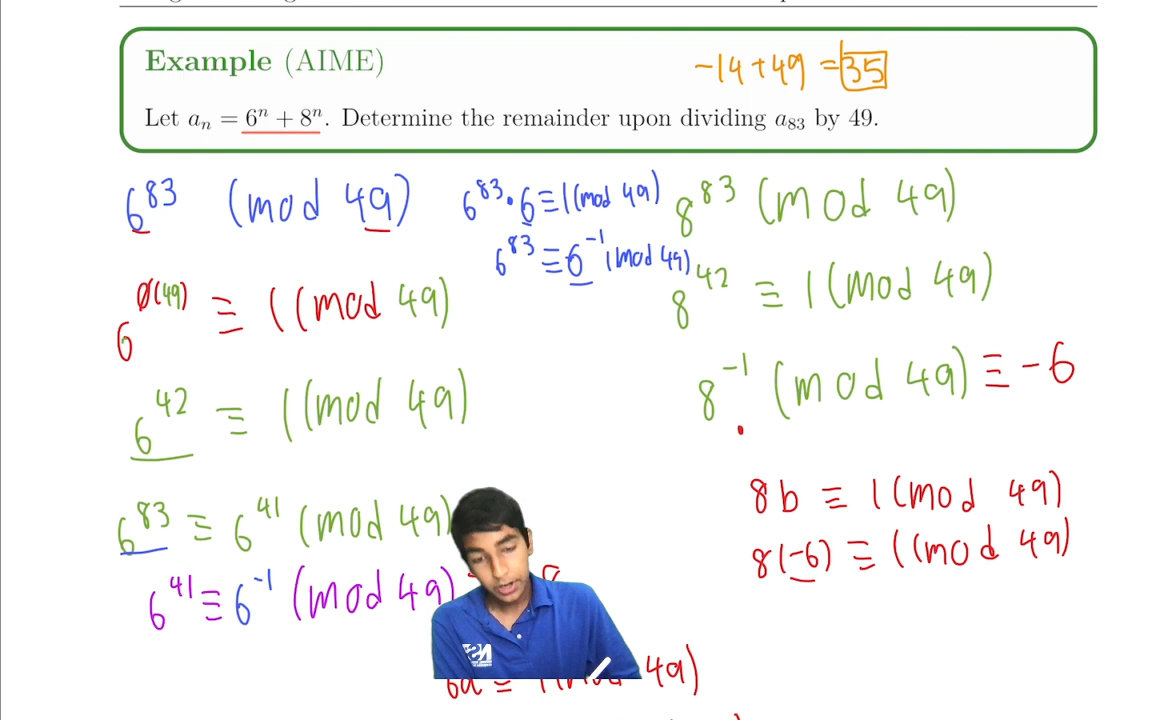 Example (AIME)
-14+49 = 35
Let aₙ = 6ⁿ + 8ⁿ. Determine the remainder upon dividing a₈₃ by 49.
6⁸³ (mod 49)
6⁸³·6≡1(mod 49)
6⁸³≡6⁻¹(mod 49)
8⁸³ (mod 49)
6^ø(49) ≡ 1(mod 49)
8⁴² ≡ 1(mod 49)
6⁴² ≡ 1(mod 49)
8⁻¹ (mod 49) ≡ -6
6⁸³ ≡ 6⁴¹ (mod 49)
8b ≡ 1(mod 49)
8(-6) ≡ 1(mod 49)
6⁴¹≡6⁻¹ (mod 49)
6a ≡ 1(mod 49)